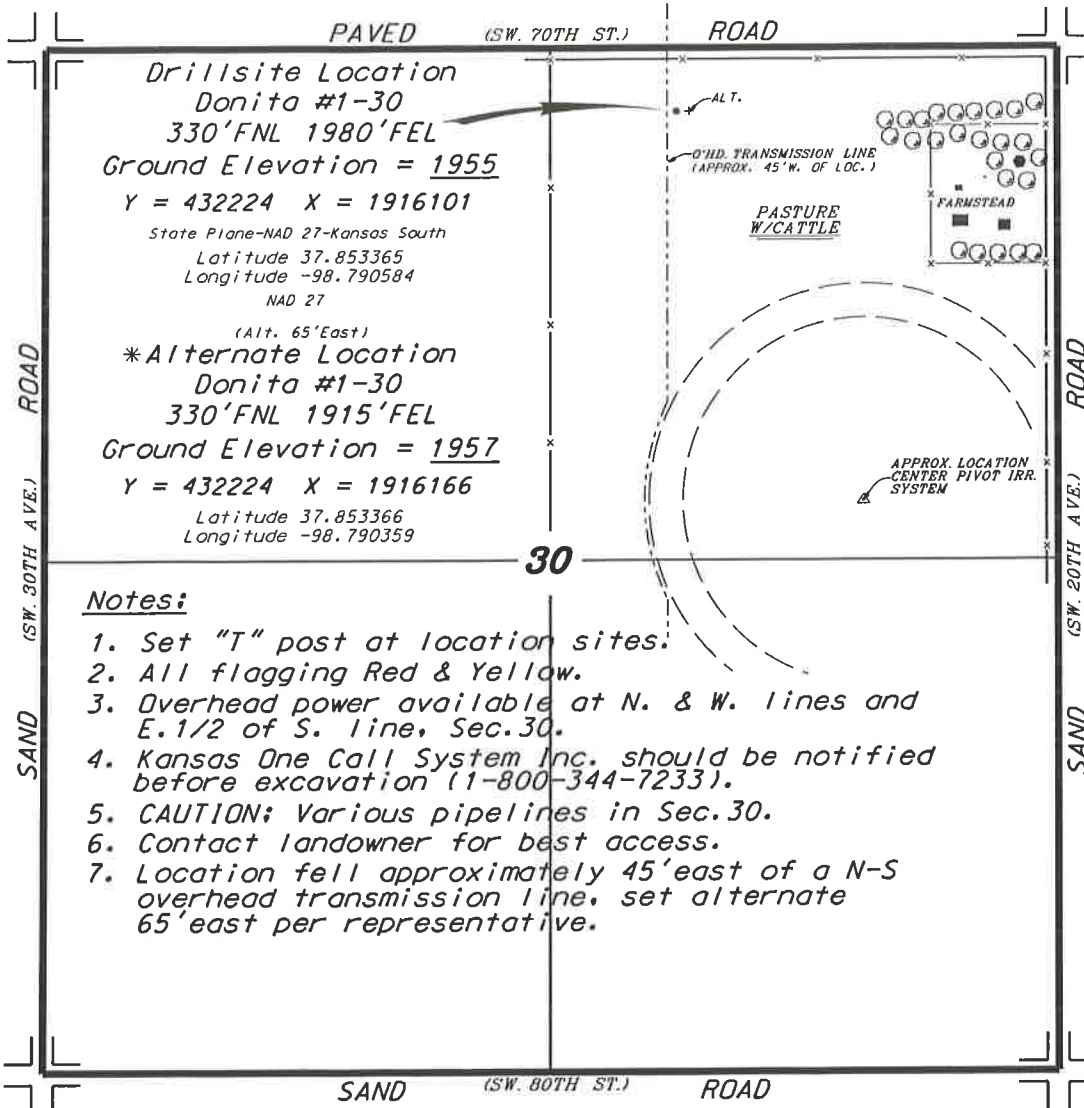 PAVED (SW. 70TH ST.) ROAD
Drillsite Location
Donita #1-30
330'FNL 1980'FEL
Ground Elevation = 1955
Y = 432224 X = 1916101
State Plane-NAD 27-Kansas South
Latitude 37.853365
Longitude -98.790584
NAD 27
(Alt. 65'East)
*Alternate Location
Donita #1-30
330'FNL 1915'FEL
Ground Elevation = 1957
Y = 432224 X = 1916166
Latitude 37.853366
Longitude -98.790359
ALT.
O'HD. TRANSMISSION LINE
(APPROX. 45'W. OF LOC.)
PASTURE
W/CATTLE
FARMSTEAD
APPROX. LOCATION
CENTER PIVOT IRR.
SYSTEM
SAND (SW. 30TH AVE.) ROAD
SAND (SW. 20TH AVE.) ROAD
30
Notes:
1. Set "T" post at location sites.
2. All flagging Red & Yellow.
3. Overhead power available at N. & W. lines and
E. 1/2 of S. line, Sec.30.
4. Kansas One Call System Inc. should be notified
before excavation (1-800-344-7233).
5. CAUTION: Various pipelines in Sec.30.
6. Contact landowner for best access.
7. Location fell approximately 45'east of a N-S
overhead transmission line, set alternate
65'east per representative.
SAND (SW. 80TH ST.) ROAD